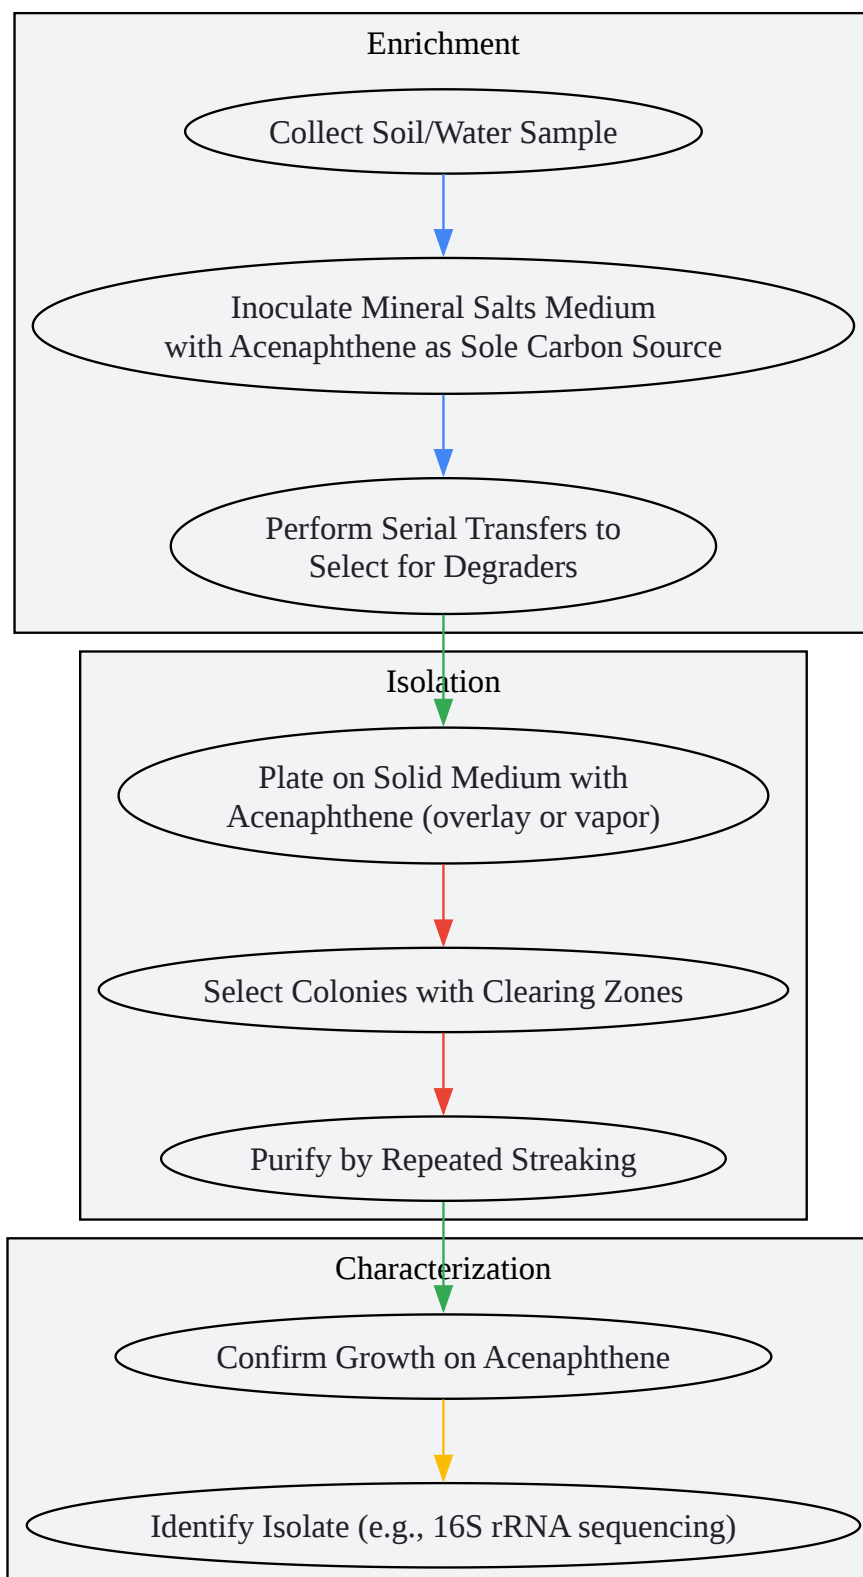 Enrichment
Collect Soil/Water Sample
Inoculate Mineral Salts Medium
with Acenaphthene as Sole Carbon Source
Perform Serial Transfers to
Select for Degraders
Isolation
Plate on Solid Medium with
Acenaphthene (overlay or vapor)
Select Colonies with Clearing Zones
Purify by Repeated Streaking
Characterization
Confirm Growth on Acenaphthene
Identify Isolate (e.g., 16S rRNA sequencing)